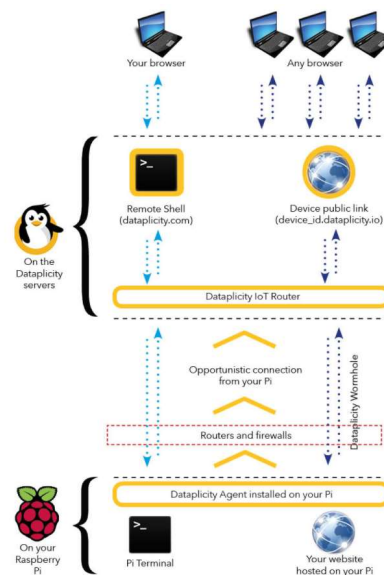 Your browser
Any browser
>_
Remote Shell
(dataplicity.com)
Device public link
(device_id.dataplicity.io)
On the
Dataplicity
servers
Dataplicity IoT Router
Opportunistic connection
from your Pi
Dataplicity Wormhole
Routers and firewalls
Dataplicity Agent installed on your Pi
>_
On your
Raspberry
Pi
Pi Terminal
Your website
hosted on your Pi